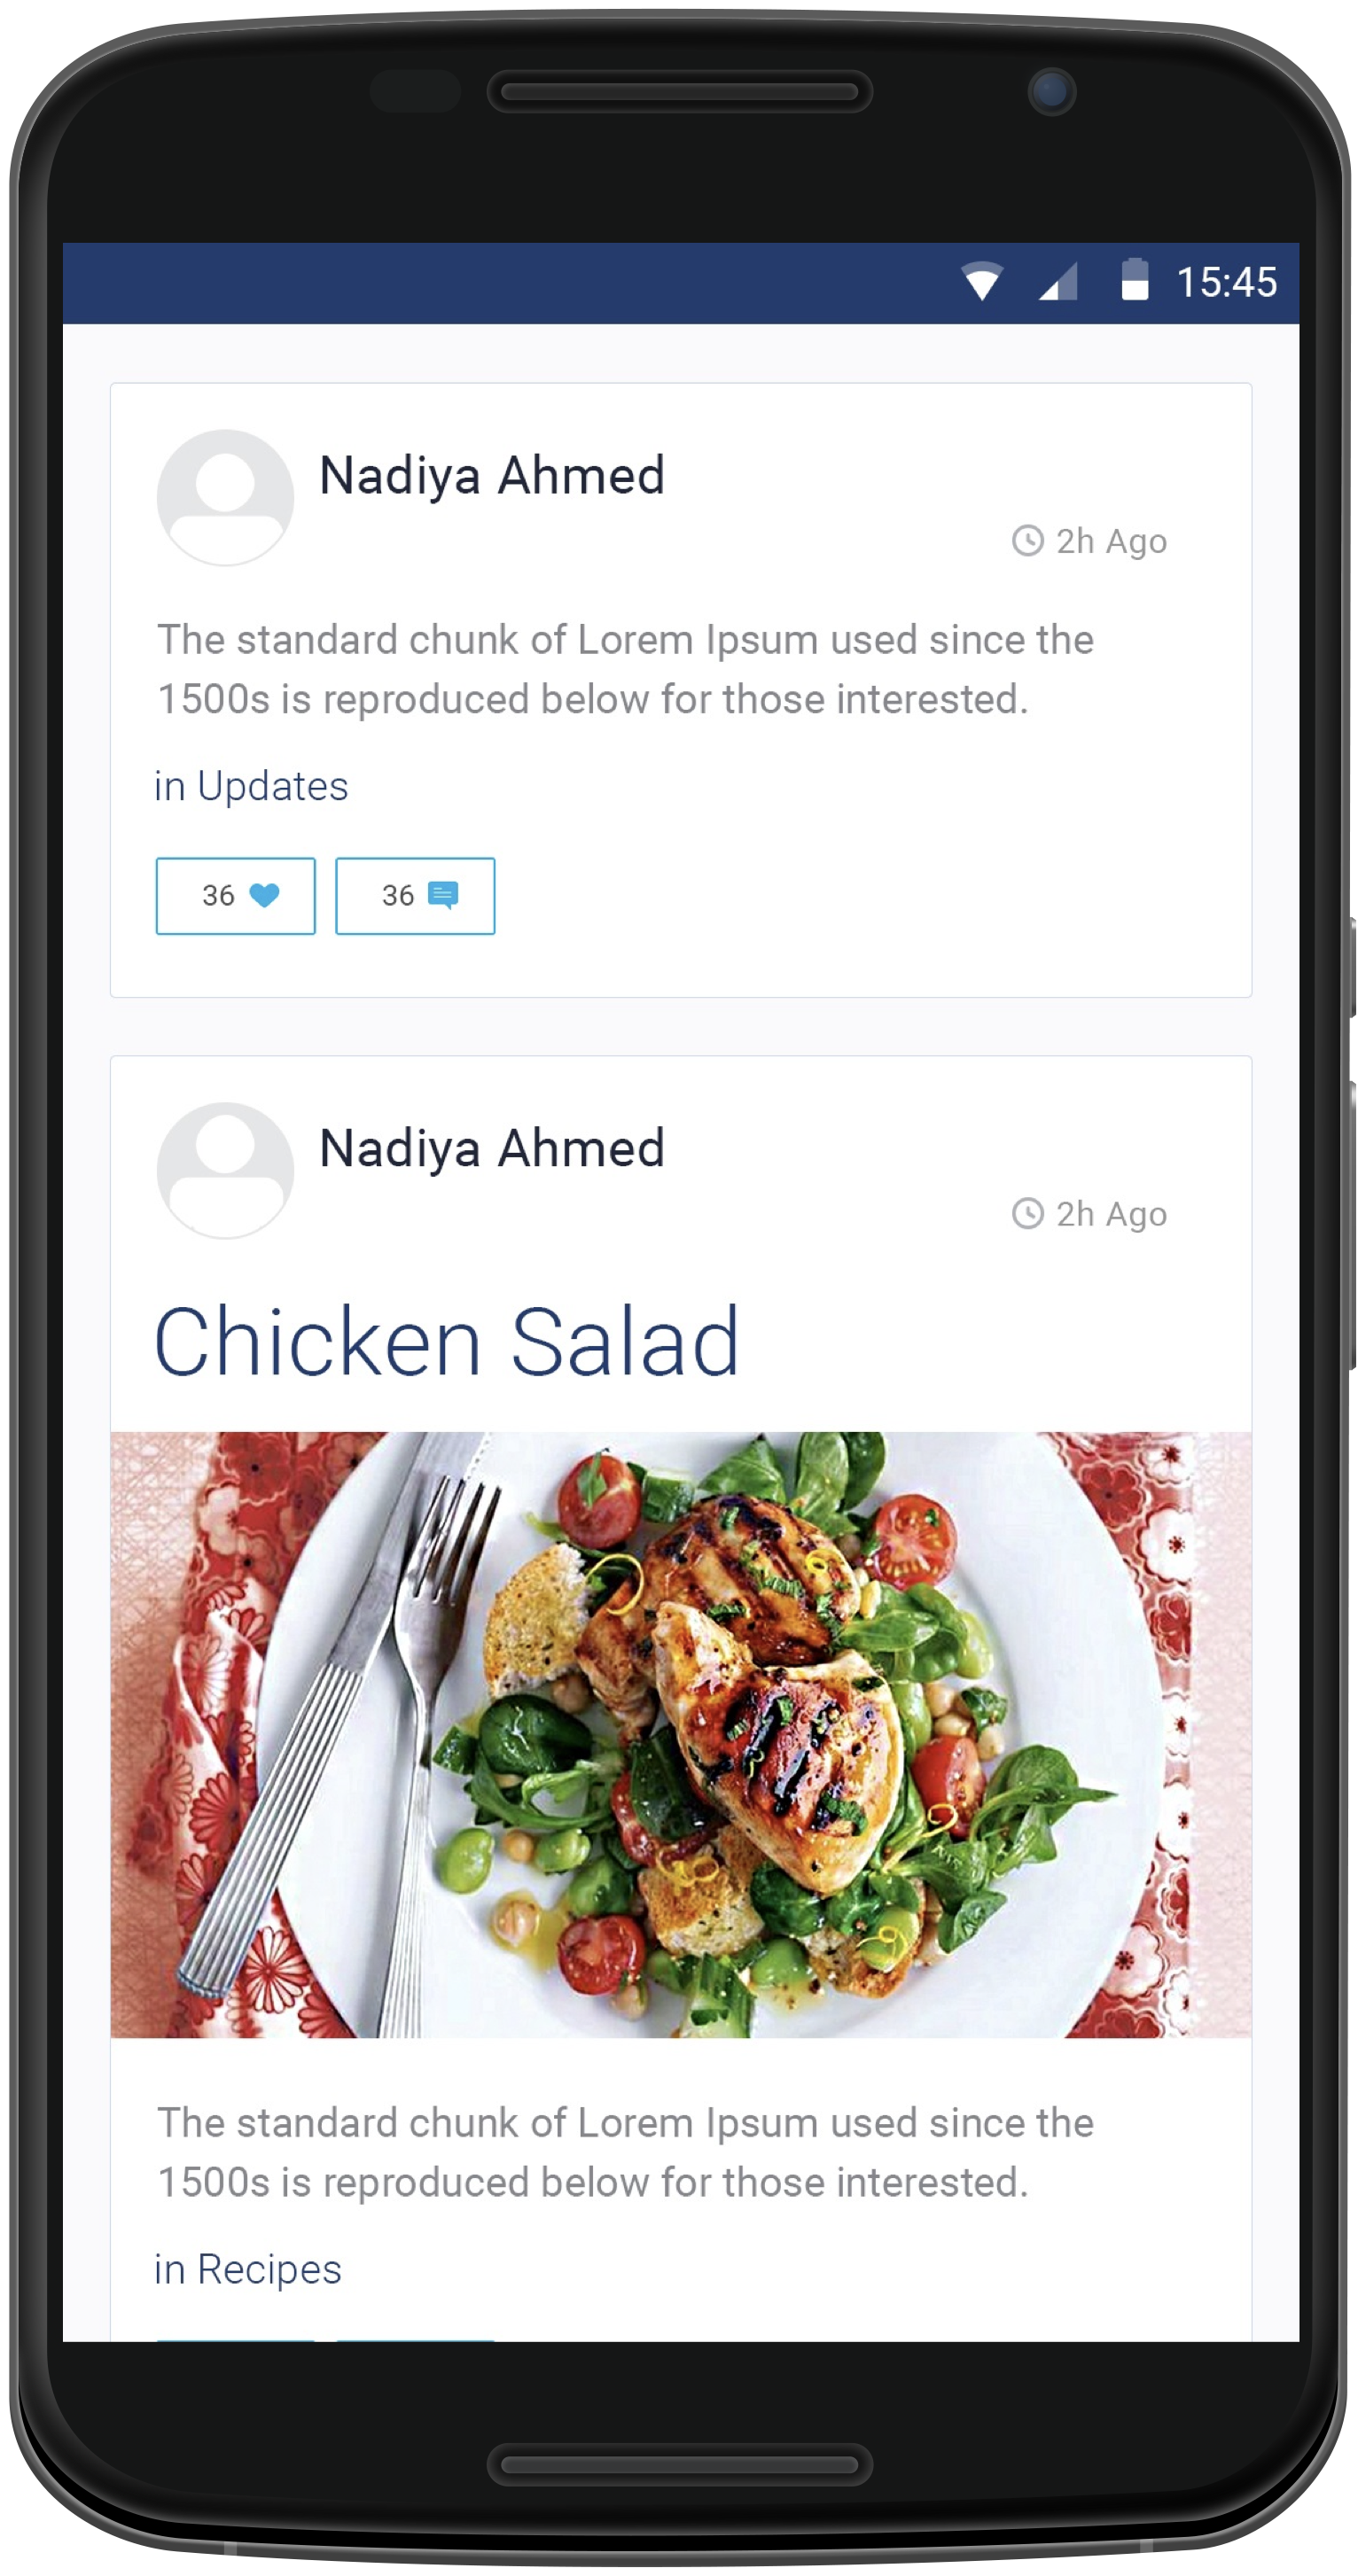 15:45
Nadiya Ahmed
2h Ago
The standard chunk of Lorem Ipsum used since the
1500s is reproduced below for those interested.
in Updates
36 36
Nadiya Ahmed
2h Ago
Chicken Salad
The standard chunk of Lorem Ipsum used since the
1500s is reproduced below for those interested.
in Recipes